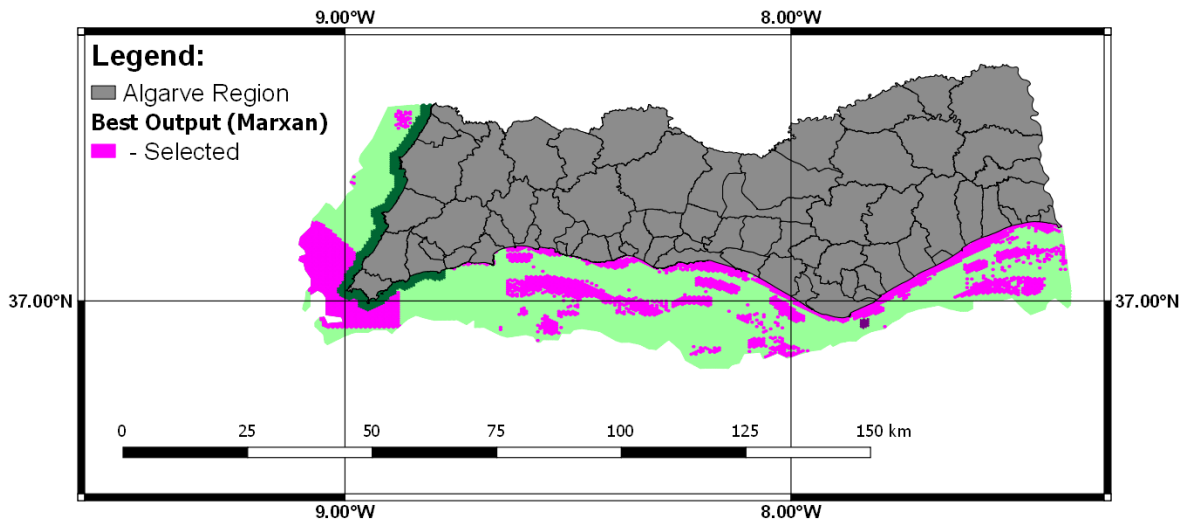 9.00°W 8.00°W
Legend:
Algarve Region
Best Output (Marxan)
- Selected
37.00°N 37.00°N
0 25 50 75 100 125 150 km
9.00°W 8.00°W